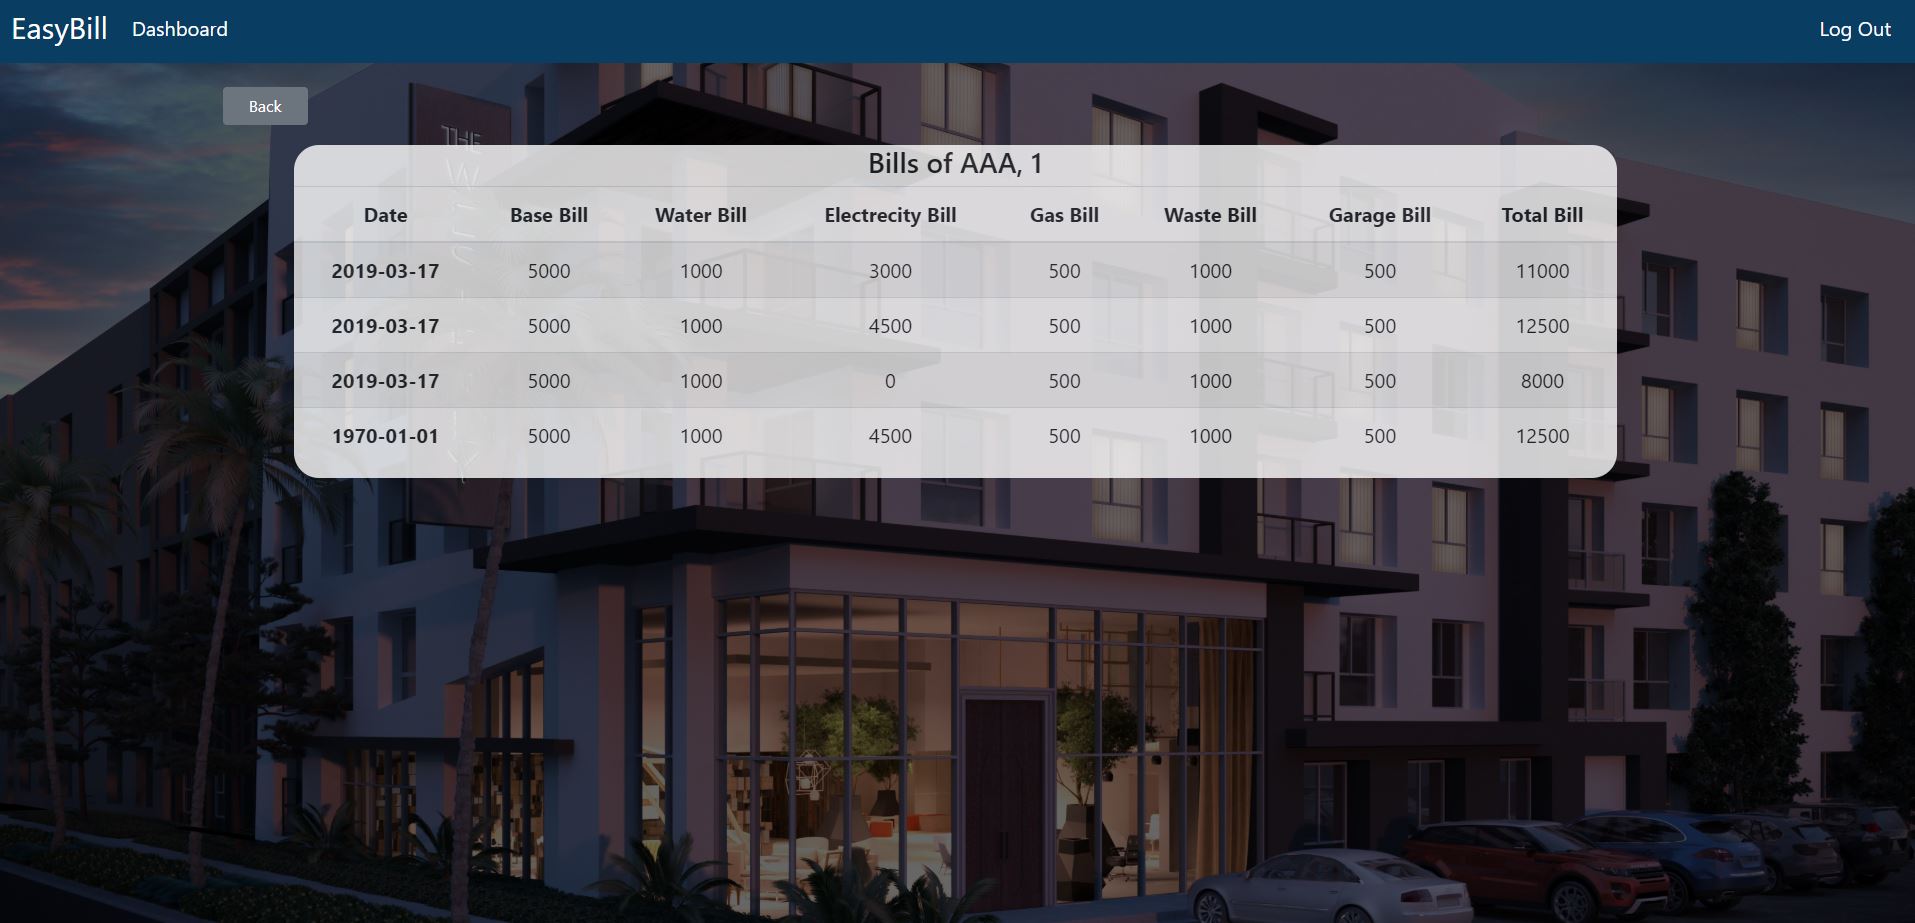 EasyBill Dashboard Log Out
Back
Bills of AAA, 1
Date Base Bill Water Bill Electrecity Bill Gas Bill Waste Bill Garage Bill Total Bill
2019-03-17 5000 1000 3000 500 1000 500 11000
2019-03-17 5000 1000 4500 500 1000 500 12500
2019-03-17 5000 1000 0 500 1000 500 8000
1970-01-01 5000 1000 4500 500 1000 500 12500
THE